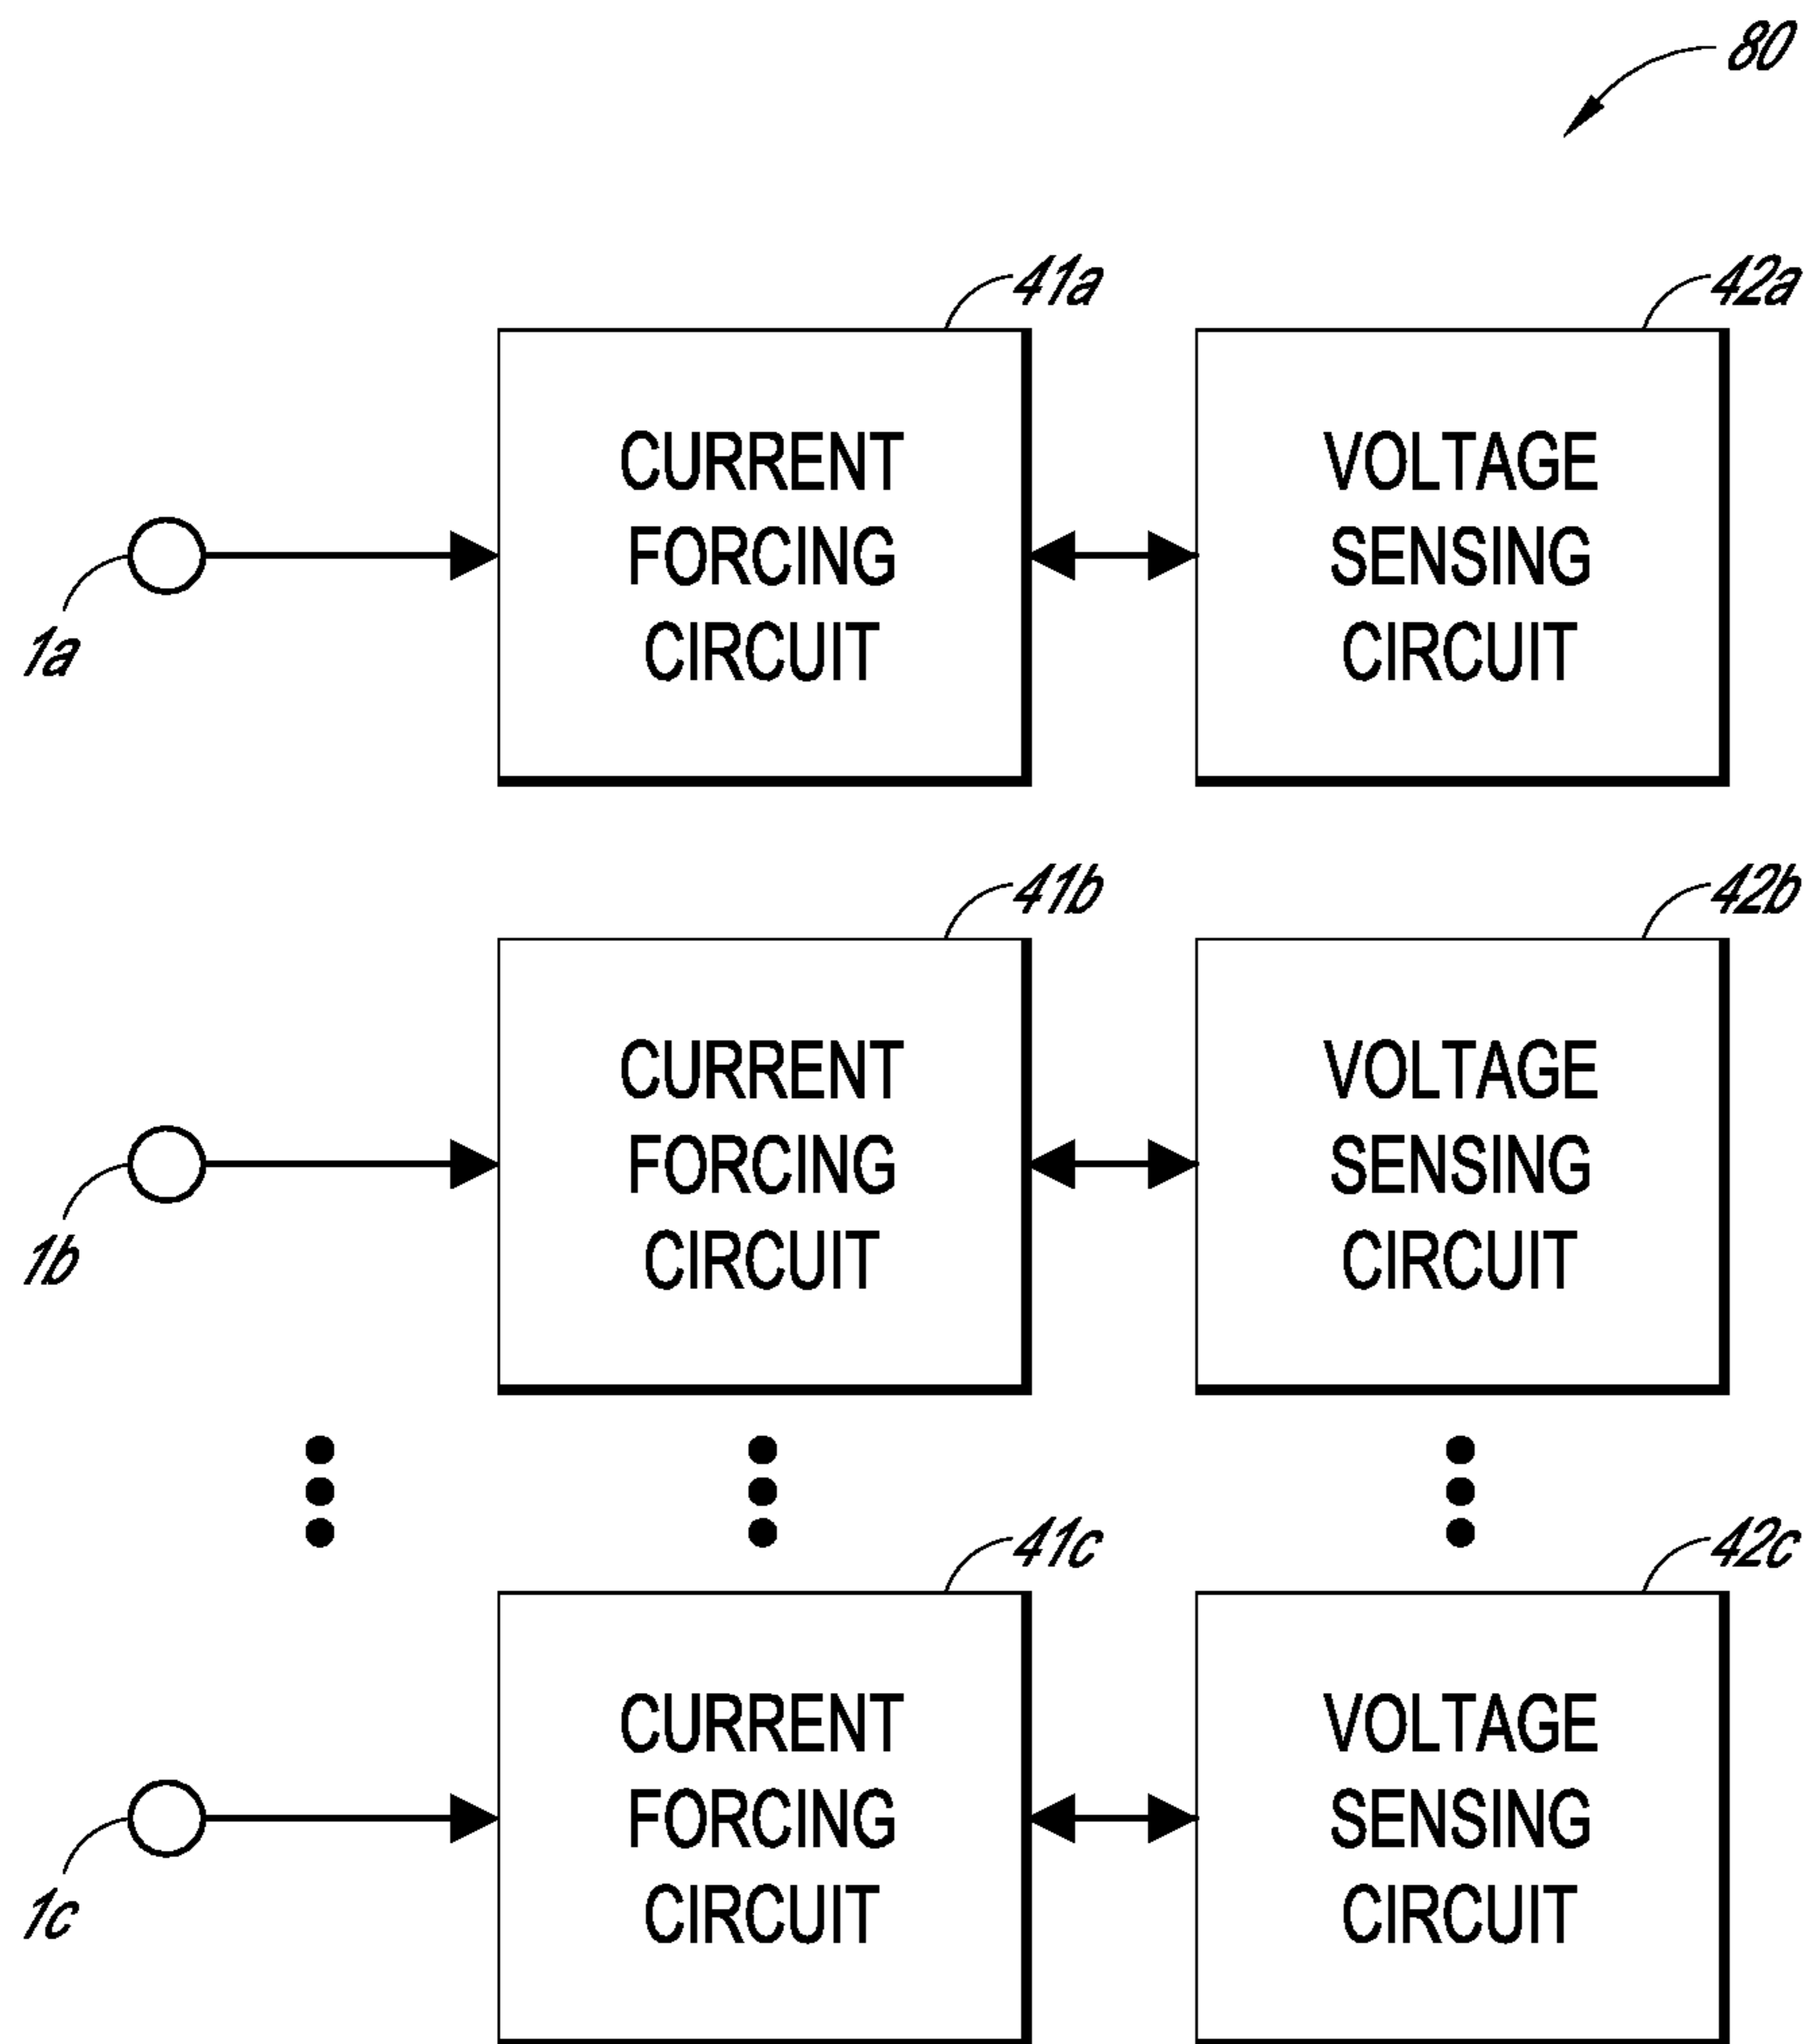 80
41a
42a
CURRENT
FORCING
CIRCUIT
VOLTAGE
SENSING
CIRCUIT
1a
41b
42b
CURRENT
FORCING
CIRCUIT
VOLTAGE
SENSING
CIRCUIT
1b
41c
42c
CURRENT
FORCING
CIRCUIT
VOLTAGE
SENSING
CIRCUIT
1c